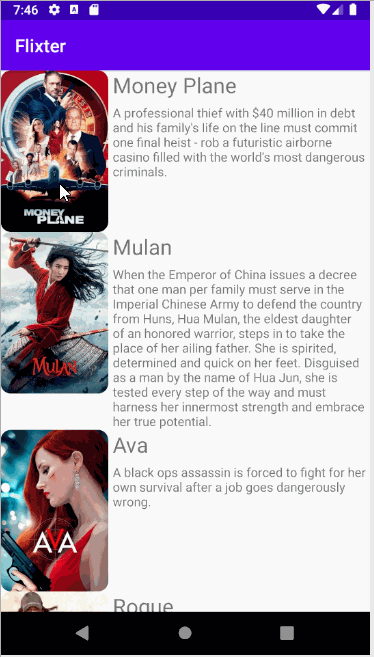 7:46
Flixter
Money Plane
A professional thief with $40 million in debt
and his family's life on the line must commit
one final heist - rob a futuristic airborne
casino filled with the world's most dangerous
criminals.
MONEY
PLANE
Mulan
When the Emperor of China issues a decree
that one man per family must serve in the
Imperial Chinese Army to defend the country
from Huns, Hua Mulan, the eldest daughter
of an honored warrior, steps in to take the
place of her ailing father. She is spirited,
determined and quick on her feet. Disguised
as a man by the name of Hua Jun, she is
tested every step of the way and must
harness her innermost strength and embrace
her true potential.
MULAN
Ava
A black ops assassin is forced to fight for her
own survival after a job goes dangerously
wrong.
AVA
Rogue